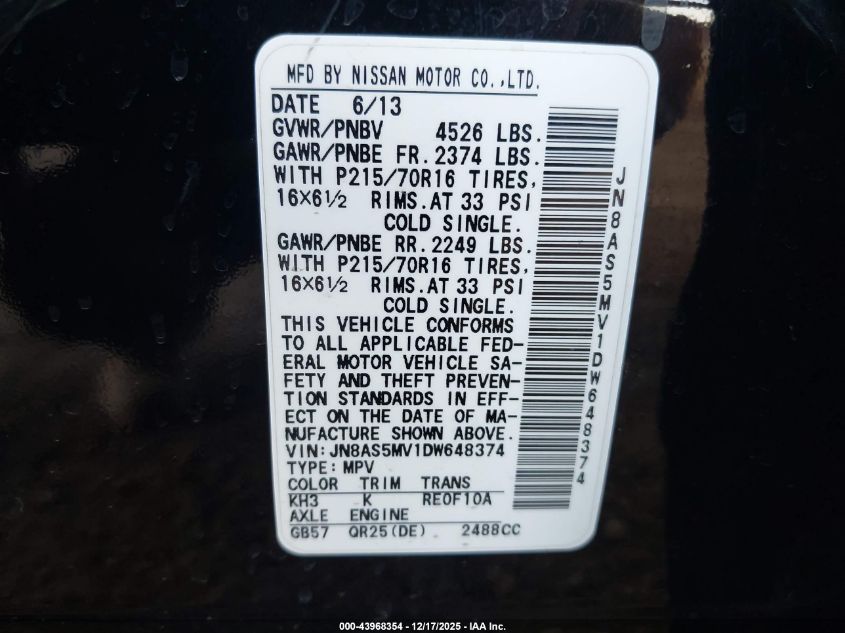 MFD BY NISSAN MOTOR CO.,LTD.
DATE 6/13
GVWR/PNBV 4526 LBS.
GAWR/PNBE FR. 2374 LBS.
WITH P215/70R16 TIRES,
16X6½ RIMS. AT 33 PSI
COLD SINGLE.
GAWR/PNBE RR. 2249 LBS.
WITH P215/70R16 TIRES,
16X6½ RIMS. AT 33 PSI
COLD SINGLE.
THIS VEHICLE CONFORMS
TO ALL APPLICABLE FED-
ERAL MOTOR VEHICLE SA-
FETY AND THEFT PREVEN-
TION STANDARDS IN EFF-
ECT ON THE DATE OF MA-
NUFACTURE SHOWN ABOVE.
VIN: JN8AS5MV1DW648374
TYPE: MPV
COLOR TRIM TRANS
KH3 K RE0F10A
AXLE ENGINE
GB57 QR25(DE) 2488CC
JN8AS5MV1DW648374
000-43968354 - 12/17/2025 - IAA Inc.